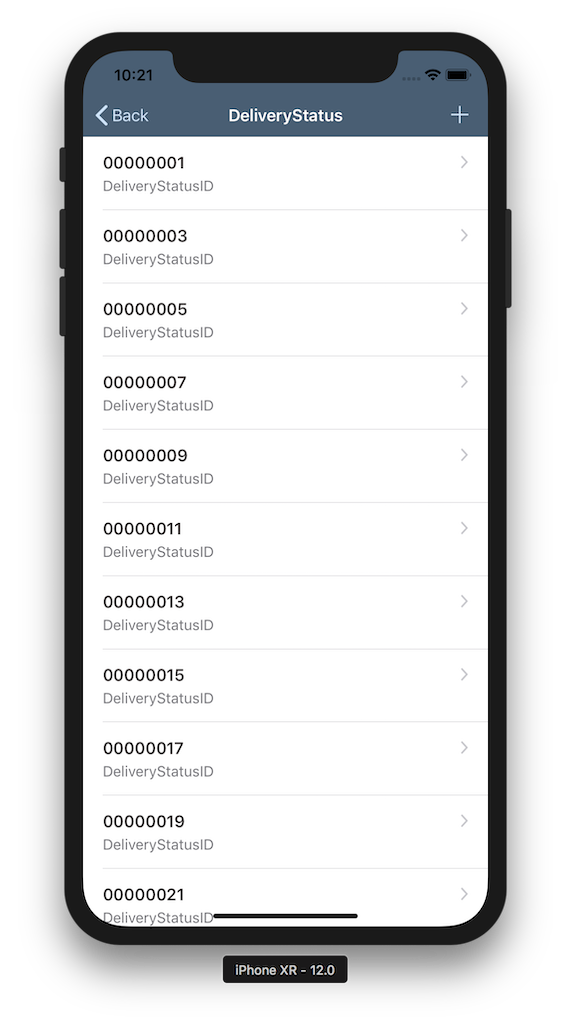 10:21
Back DeliveryStatus +
00000001
DeliveryStatusID
00000003
DeliveryStatusID
00000005
DeliveryStatusID
00000007
DeliveryStatusID
00000009
DeliveryStatusID
00000011
DeliveryStatusID
00000013
DeliveryStatusID
00000015
DeliveryStatusID
00000017
DeliveryStatusID
00000019
DeliveryStatusID
00000021
DeliveryStatusID
iPhone XR - 12.0